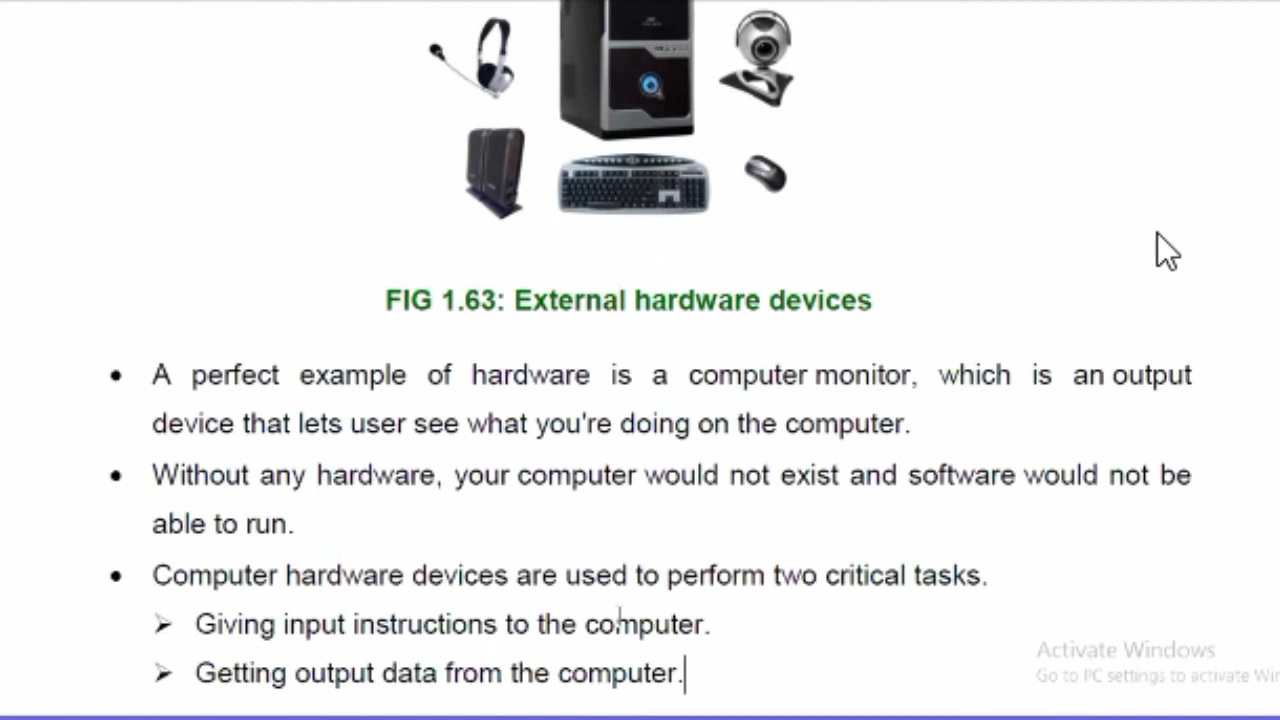 FIG 1.63: External hardware devices
• A perfect example of hardware is a computer monitor, which is an output
device that lets user see what you're doing on the computer.
• Without any hardware, your computer would not exist and software would not be
able to run.
• Computer hardware devices are used to perform two critical tasks.
➢ Giving input instructions to the computer.
➢ Getting output data from the computer.
Activate Windows
Go to PC settings to activate Win